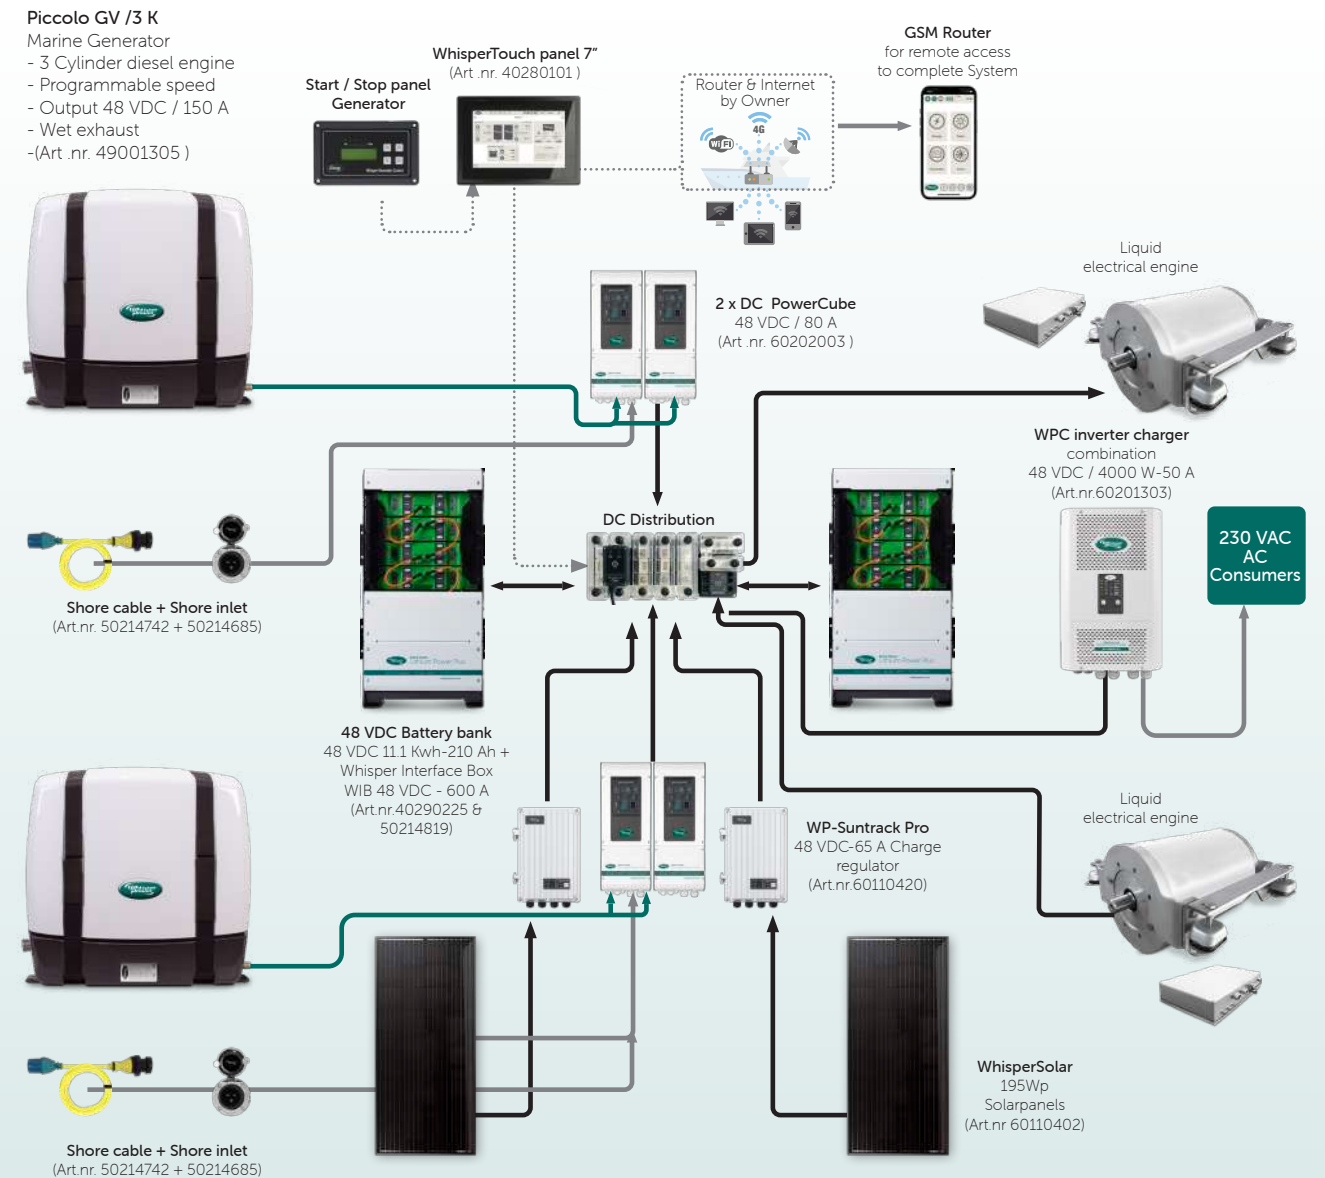 Piccolo GV /3 K
Marine Generator
- 3 Cylinder diesel engine
- Programmable speed
- Output 48 VDC / 150 A
- Wet exhaust
-(Art .nr. 49001305 )
Start / Stop panel
Generator
WhisperTouch panel 7”
(Art .nr. 40280101 )
Router & Internet
by Owner
4G
WiFi
GSM Router
for remote access
to complete System
2 x DC  PowerCube
48 VDC / 80 A
(Art .nr. 60202003 )
Liquid
electrical engine
WPC inverter charger
combination
48 VDC / 4000 W-50 A
(Art.nr.60201303)
230 VAC
AC
Consumers
DC Distribution
Shore cable + Shore inlet
(Art.nr. 50214742 + 50214685)
48 VDC Battery bank
48 VDC 11.1 Kwh-210 Ah +
Whisper Interface Box
WIB 48 VDC - 600 A
(Art.nr.40290225 &
50214819)
WP-Suntrack Pro
48 VDC-65 A Charge
regulator
(Art.nr.60110420)
Liquid
electrical engine
WhisperSolar
195Wp
Solarpanels
(Art.nr 60110402)
Shore cable + Shore inlet
(Art.nr. 50214742 + 50214685)